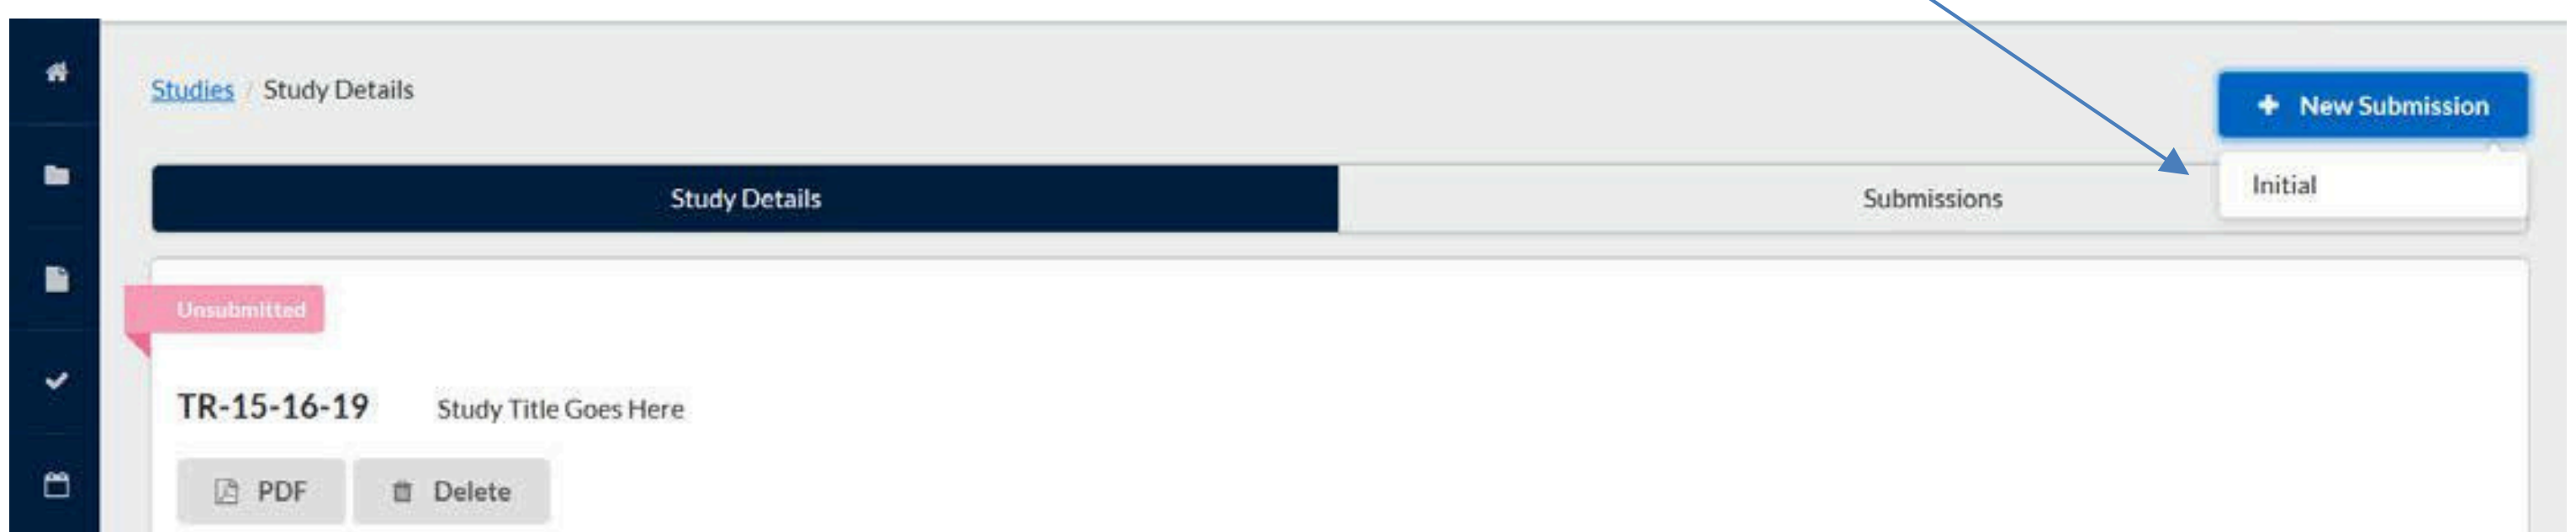 Studies / Study Details
+ New Submission
Initial
Study Details
Submissions
Unsubmitted
TR-15-16-19 Study Title Goes Here
PDF Delete